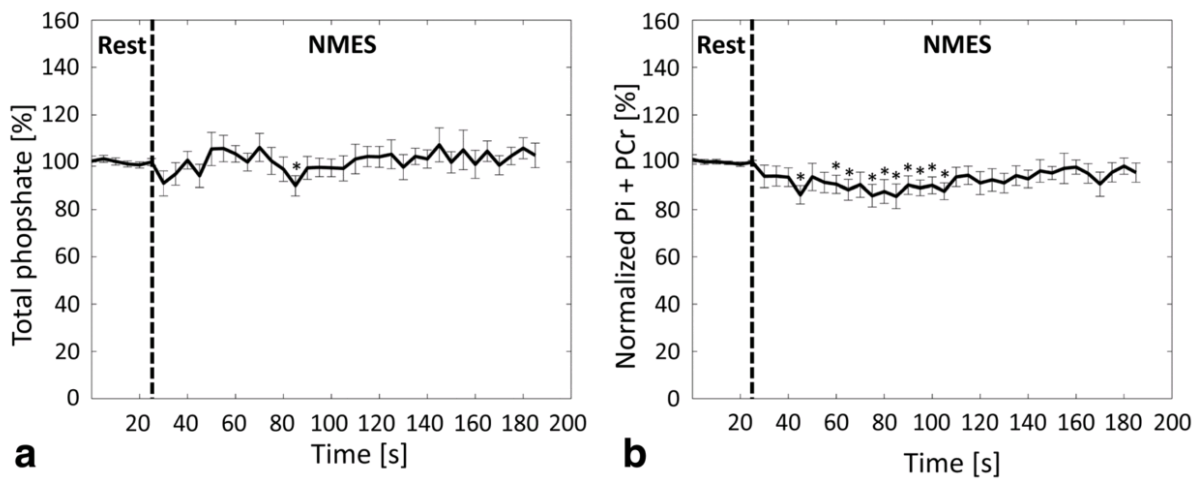 160
140
120
100
80
60
40
20
0
Total phopshate [%]
Rest
NMES
*
20 40 60 80 100 120 140 160 180 200
Time [s]
a
160
140
120
100
80
60
40
20
0
Normalized Pi + PCr [%]
Rest
NMES
* * * * * * * * * *
20 40 60 80 100 120 140 160 180 200
Time [s]
b